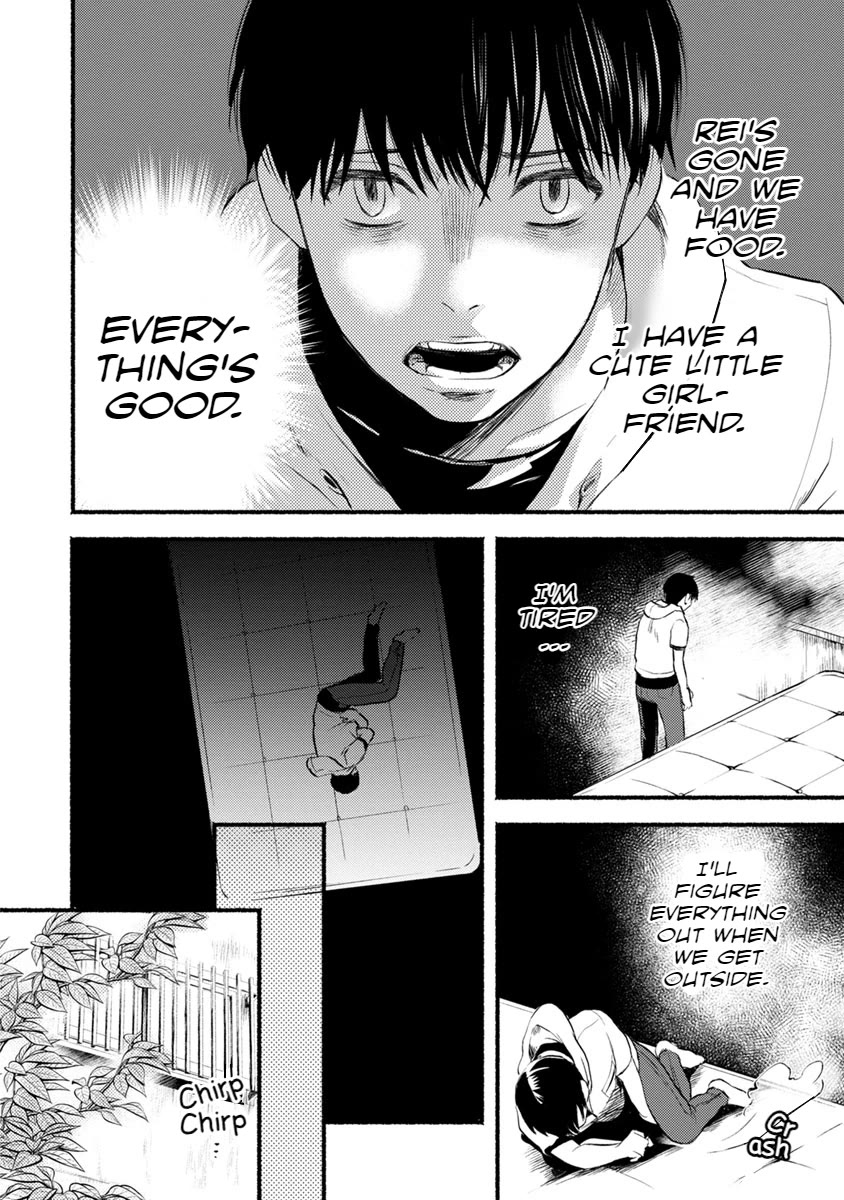 REI'S
GONE
AND WE
HAVE
FOOD.
I HAVE A
CUTE LITTLE
GIRL-
FRIEND.
EVERY-
THING'S
GOOD.
I'M
TIRED
...
I'LL
FIGURE
EVERYTHING
OUT WHEN
WE GET
OUTSIDE.
Cr
ash
Chirp
Chirp